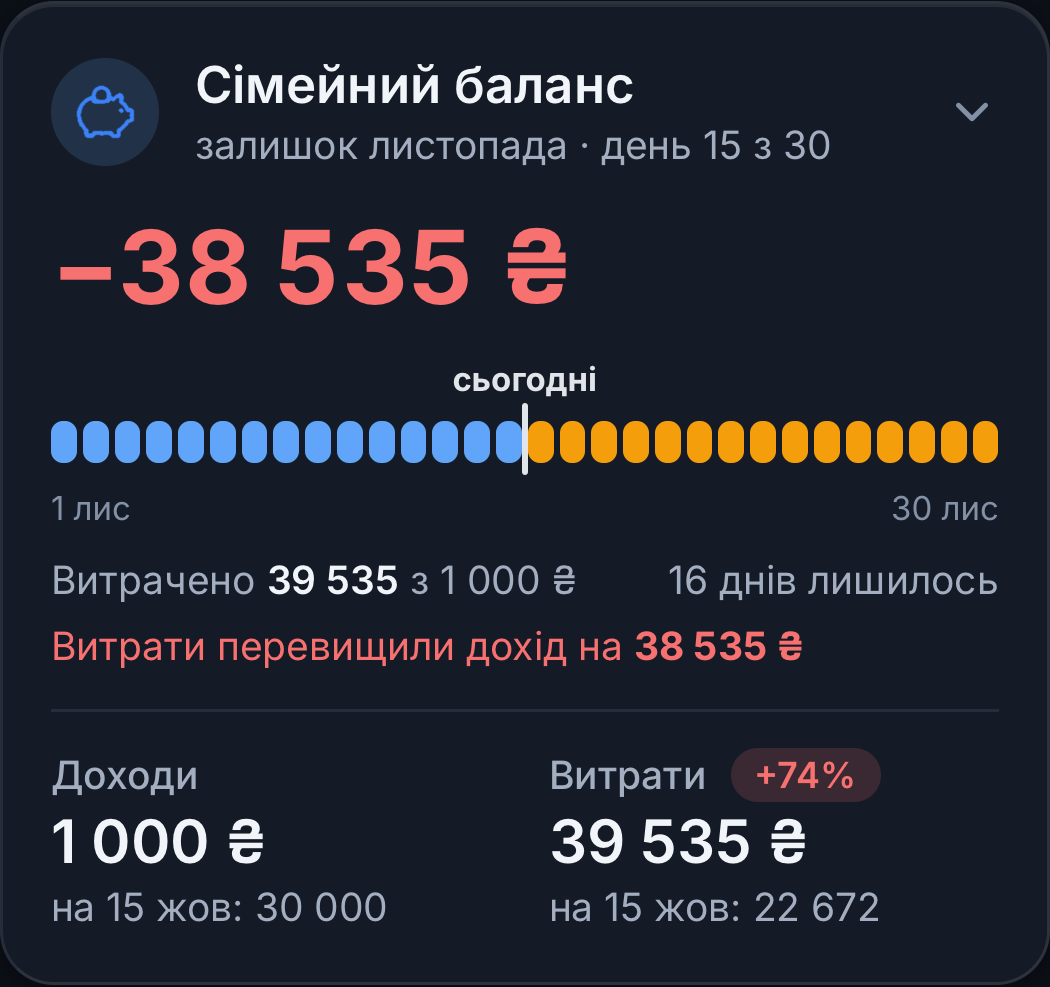 Сімейний баланс
залишок листопада · день 15 з 30
−38 535 ₴
сьогодні
1 лис 30 лис
Витрачено 39 535 з 1 000 ₴ 16 днів лишилось
Витрати перевищили дохід на 38 535 ₴
Доходи Витрати +74%
1 000 ₴ 39 535 ₴
на 15 жов: 30 000 на 15 жов: 22 672